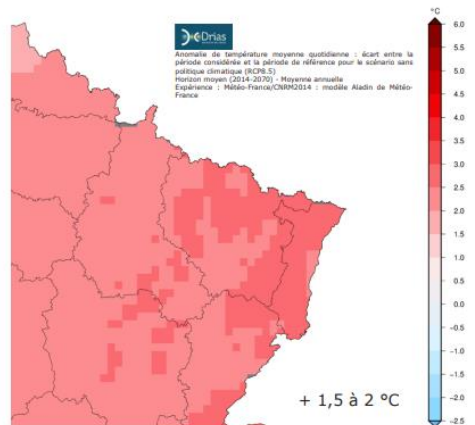 Drias
Anomalie de température moyenne quotidienne : écart entre la
période considérée et la période de référence pour le scénario sans
politique climatique (RCP8.5)
Horizon moyen (2014-2070) - Moyenne annuelle
Expérience : Météo-France/CNRM2014 : modèle Aladin de Météo-
France
°C
6.0
5.5
5.0
4.5
4.0
3.5
3.0
2.5
2.0
1.5
1.0
0.5
0.0
-0.5
-1.0
-1.5
-2.0
-2.5
+ 1,5 à 2 °C